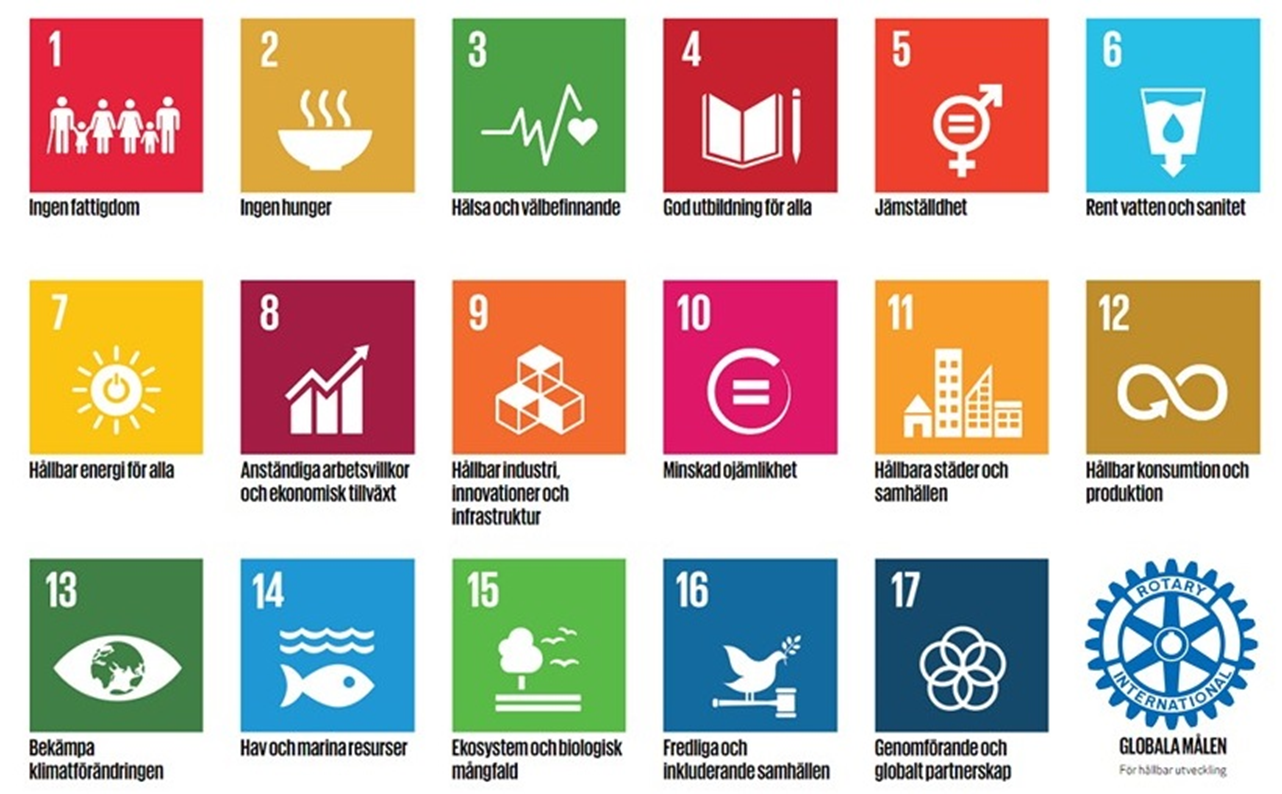 1
Ingen fattigdom
2
Ingen hunger
3
Hälsa och välbefinnande
4
God utbildning för alla
5
Jämställdhet
6
Rent vatten och sanitet
7
Hållbar energi för alla
8
Anständiga arbetsvillkor
och ekonomisk tillväxt
9
Hållbar industri,
innovationer och
infrastruktur
10
Minskad ojämlikhet
11
Hållbara städer och
samhällen
12
Hållbar konsumtion och
produktion
13
Bekämpa
klimatförändringen
14
Hav och marina resurser
15
Ekosystem och biologisk
mångfald
16
Fredliga och
inkluderande samhällen
17
Genomförande och
globalt partnerskap
ROTARY
INTERNATIONAL
GLOBALA MÅLEN
För hållbar utveckling